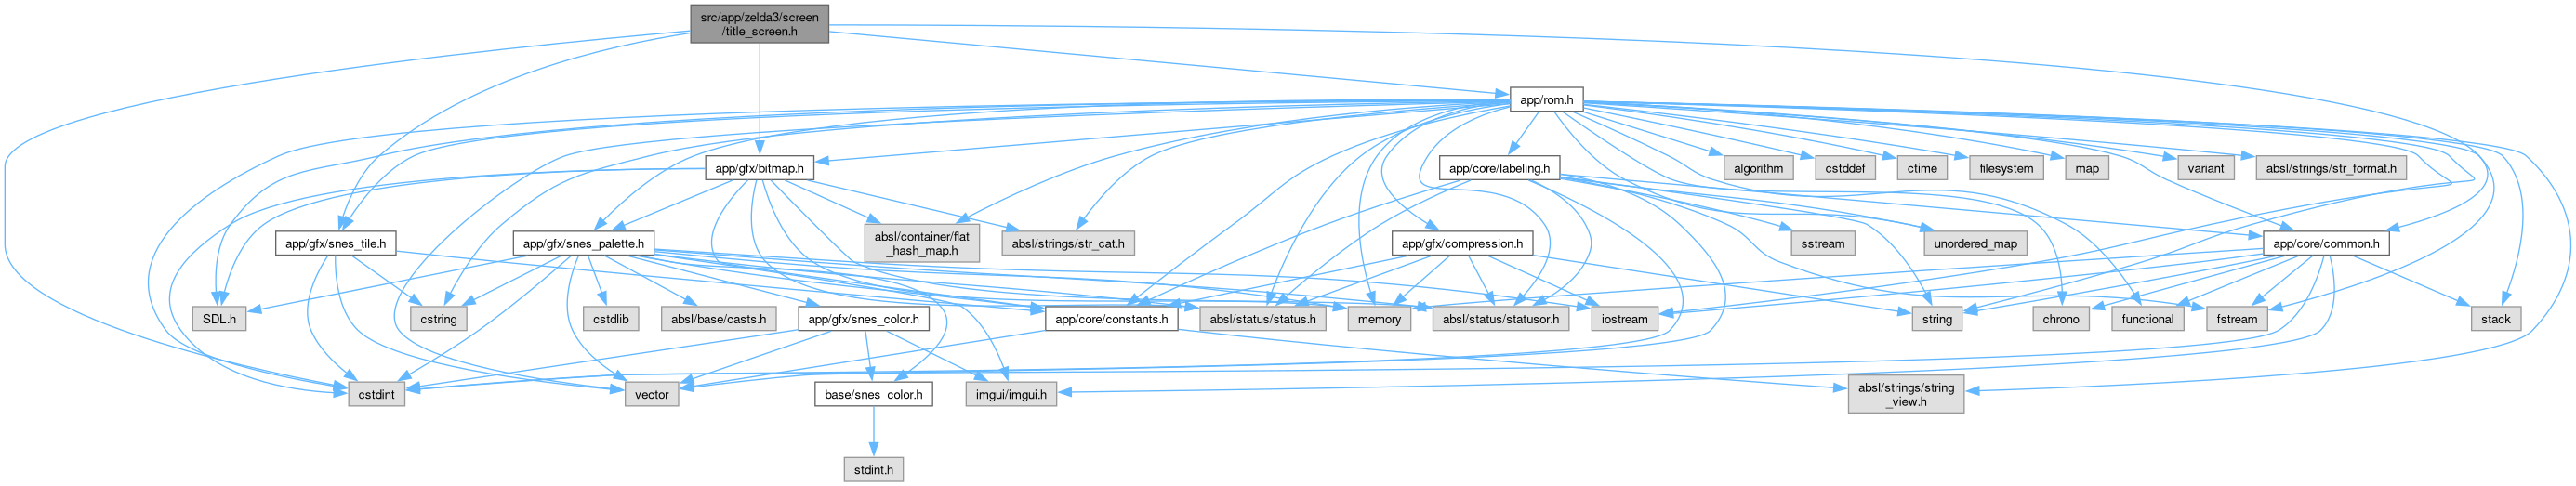 src/app/zelda3/screen
/title_screen.h
app/rom.h
app/gfx/bitmap.h
app/core/labeling.h
algorithm
cstddef
ctime
filesystem
map
variant
absl/strings/str_format.h
app/gfx/snes_tile.h
app/gfx/snes_palette.h
absl/container/flat
_hash_map.h
absl/strings/str_cat.h
app/gfx/compression.h
sstream
unordered_map
app/core/common.h
SDL.h
cstring
cstdlib
absl/base/casts.h
app/gfx/snes_color.h
app/core/constants.h
absl/status/status.h
memory
absl/status/statusor.h
iostream
string
chrono
functional
fstream
stack
cstdint
vector
base/snes_color.h
imgui/imgui.h
absl/strings/string
_view.h
stdint.h